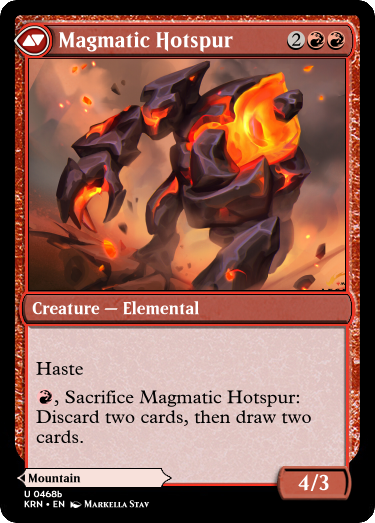 Magmatic Hotspur 2
Creature — Elemental
Haste
, Sacrifice Magmatic Hotspur:
Discard two cards, then draw two
cards.
Mountain
4/3
U 0468b
KRN • EN Markella Stav